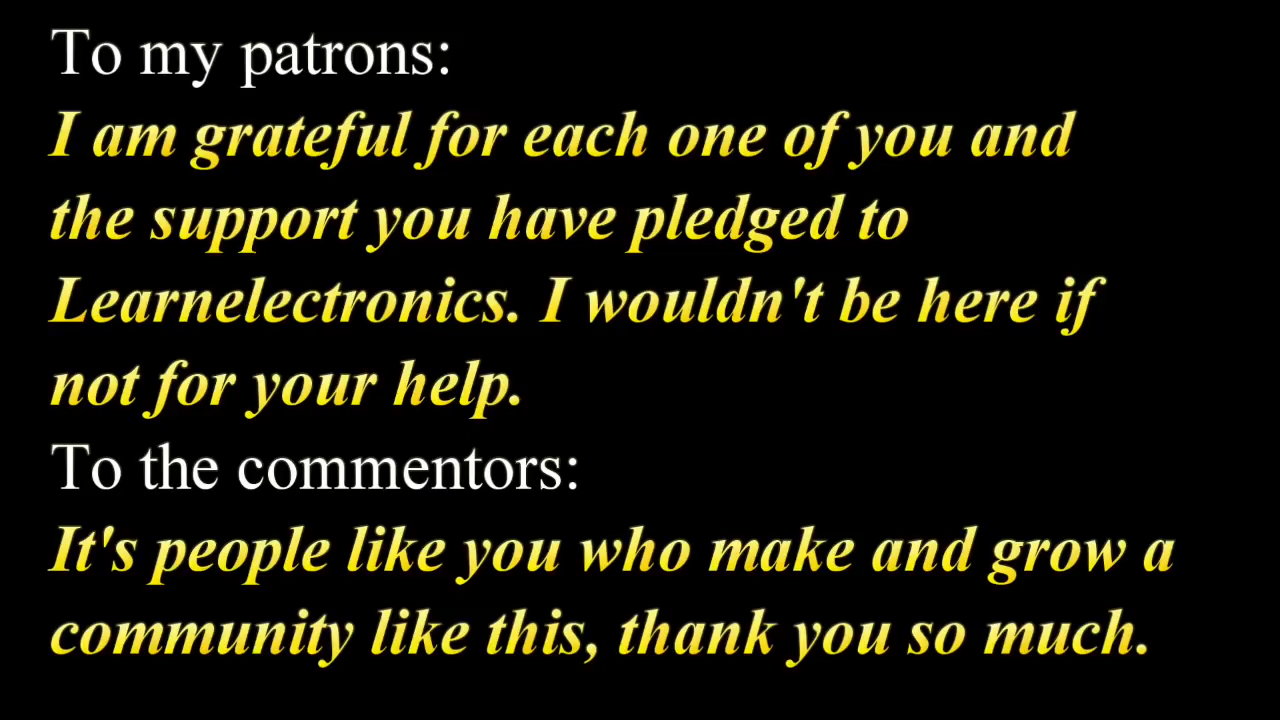 To my patrons:
I am grateful for each one of you and
the support you have pledged to
Learnelectronics. I wouldn't be here if
not for your help.
To the commentors:
It's people like you who make and grow a
community like this, thank you so much.